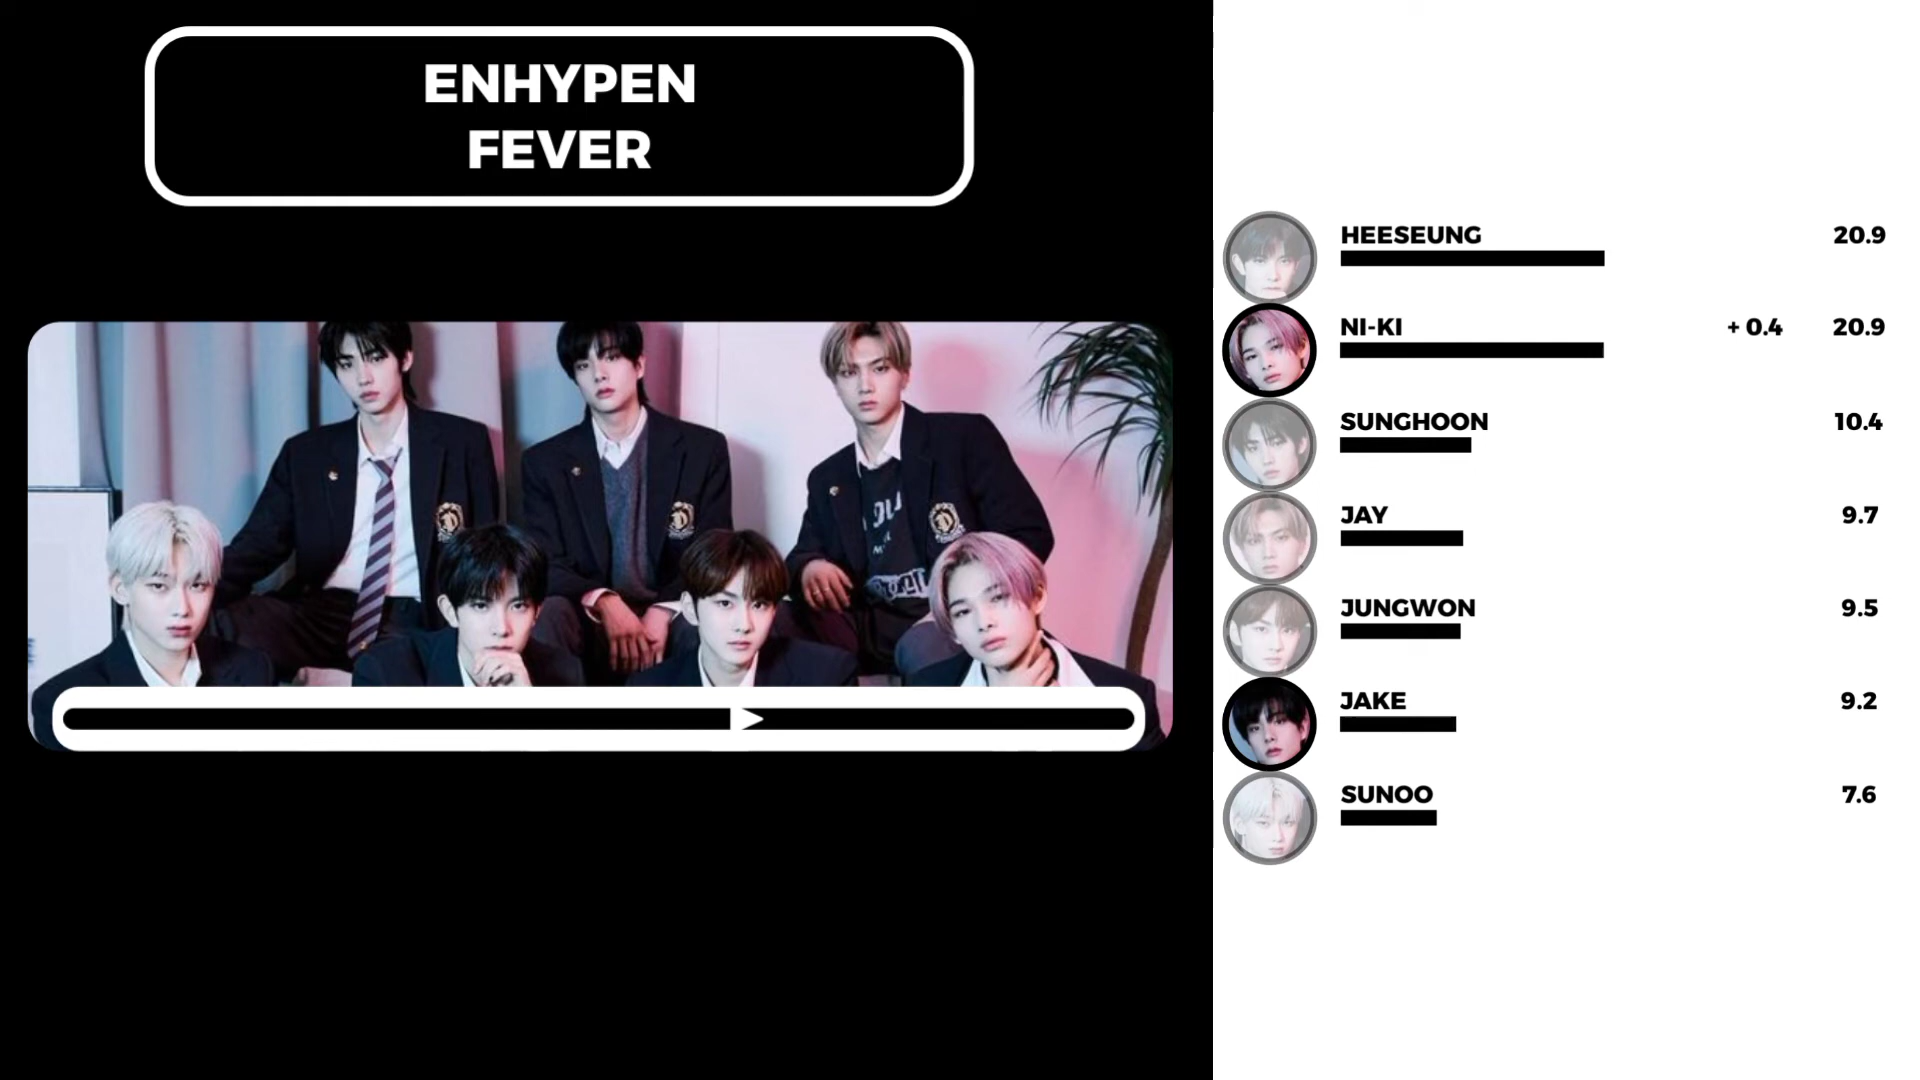 ENHYPEN
FEVER
HEESEUNG 20.9
NI-KI + 0.4 20.9
SUNGHOON 10.4
JAY 9.7
JUNGWON 9.5
JAKE 9.2
SUNOO 7.6